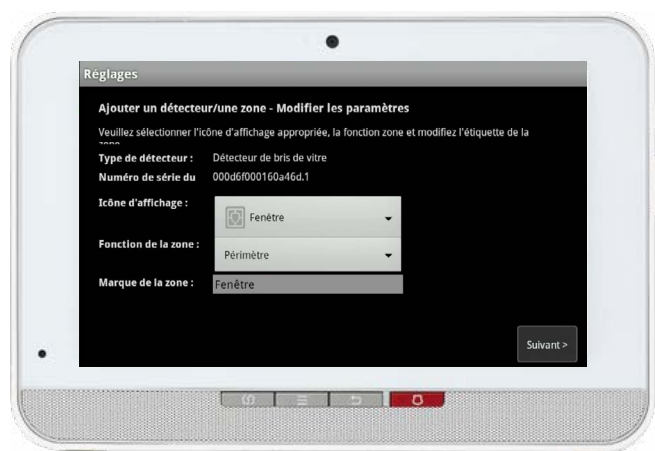 Réglages
Ajouter un détecteur/une zone - Modifier les paramètres
Veuillez sélectionner l'icône d'affichage appropriée, la fonction zone et modifiez l'étiquette de la
zone
Type de détecteur : Détecteur de bris de vitre
Numéro de série du 000d6f000160a46d.1
Icône d'affichage : Fenêtre
Fonction de la zone : Périmètre
Marque de la zone : Fenêtre
Suivant >